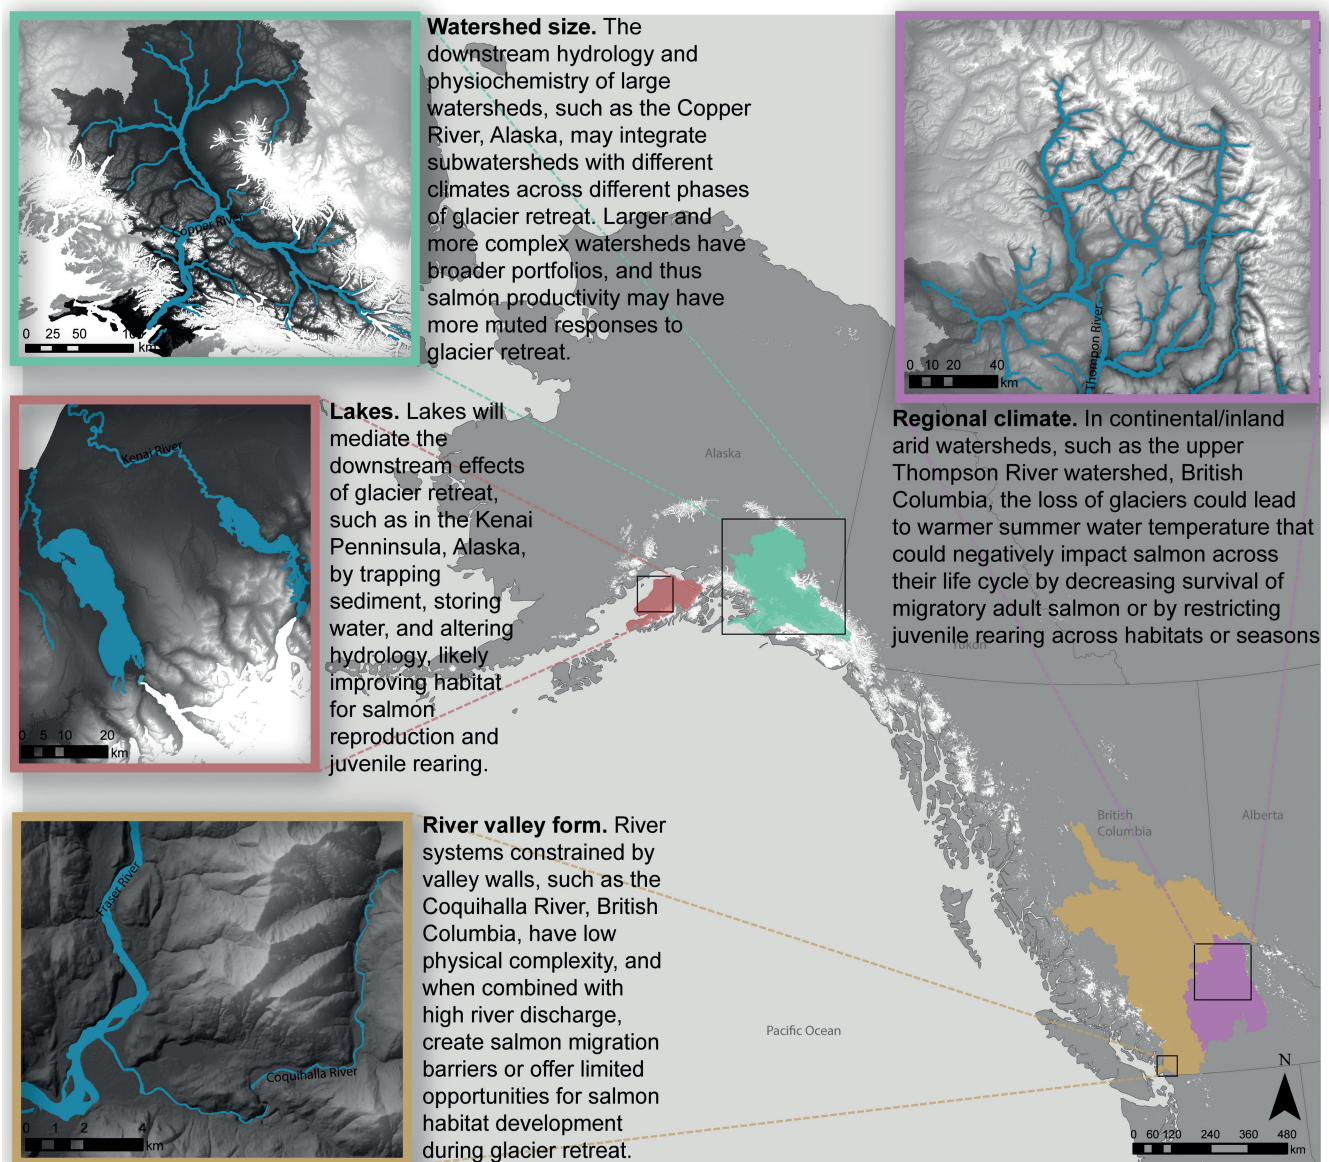 Watershed size. The
downstream hydrology and
physiochemistry of large
watersheds, such as the Copper
River, Alaska, may integrate
subwatersheds with different
climates across different phases
of glacier retreat. Larger and
more complex watersheds have
broader portfolios, and thus
salmon productivity may have
more muted responses to
glacier retreat.
Copper River
0 25 50 100
km
Thompon River
0 10 20 40
km
Regional climate. In continental/inland
arid watersheds, such as the upper
Thompson River watershed, British
Columbia, the loss of glaciers could lead
to warmer summer water temperature that
could negatively impact salmon across
their life cycle by decreasing survival of
migratory adult salmon or by restricting
juvenile rearing across habitats or seasons
Kenai River
0 5 10 20
km
Lakes. Lakes will
mediate the
downstream effects
of glacier retreat,
such as in the Kenai
Penninsula, Alaska,
by trapping
sediment, storing
water, and altering
hydrology, likely
improving habitat
for salmon
reproduction and
juvenile rearing.
Alaska
Yukon
British
Columbia
Alberta
Pacific Ocean
Fraser River
Coquihalla River
0 1 2 4
km
River valley form. River
systems constrained by
valley walls, such as the
Coquihalla River, British
Columbia, have low
physical complexity, and
when combined with
high river discharge,
create salmon migration
barriers or offer limited
opportunities for salmon
habitat development
during glacier retreat.
N
0 60 120 240 360 480
km